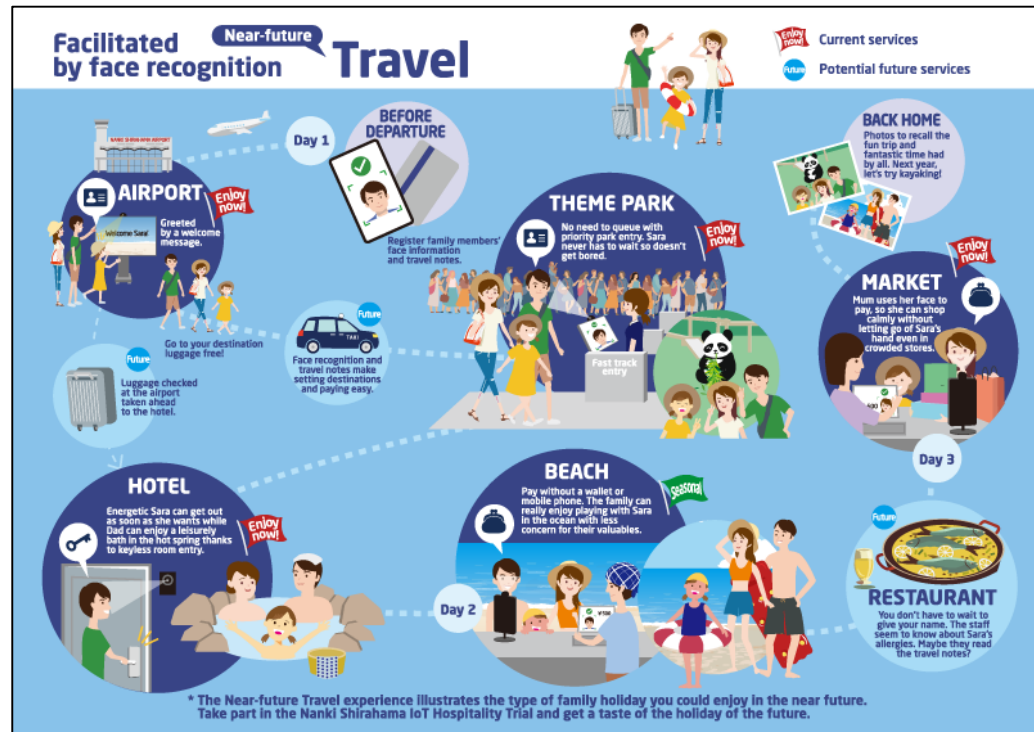 Facilitated
by face recognition
Near-future
Travel
Enjoy
now!
Current services
Future
Potential future services
NANKI SHIRAHAMA AIRPORT
Day 1
BEFORE
DEPARTURE
Register family members'
face information
and travel notes.
AIRPORT
Enjoy
now!
Greeted
by a welcome
message.
Welcome Sara!
Go to your destination
luggage free!
Future
Luggage checked
at the airport
taken ahead
to the hotel.
Future
TAXI
Face recognition and
travel notes make
setting destinations
and paying easy.
THEME PARK
Enjoy
now!
No need to queue with
priority park entry. Sara
never has to wait so doesn't
get bored.
Fast track
entry
HOTEL
Energetic Sara can get out
as soon as she wants while
Dad can enjoy a leisurely
bath in the hot spring thanks
to keyless room entry.
Enjoy
now!
Day 2
BEACH
Seasonal
Pay without a wallet or
mobile phone. The family can
really enjoy playing with Sara
in the ocean with less
concern for their valuables.
¥500
Future
RESTAURANT
You don't have to wait to
give your name. The staff
seem to know about Sara's
allergies. Maybe they read
the travel notes?
Day 3
MARKET
Enjoy
now!
Mum uses her face to
pay, so she can shop
calmly without
letting go of Sara's
hand even in
crowded stores.
BACK HOME
Photos to recall the
fun trip and
fantastic time had
by all. Next year,
let's try kayaking!
* The Near-future Travel experience illustrates the type of family holiday you could enjoy in the near future.
Take part in the Nanki Shirahama IoT Hospitality Trial and get a taste of the holiday of the future.